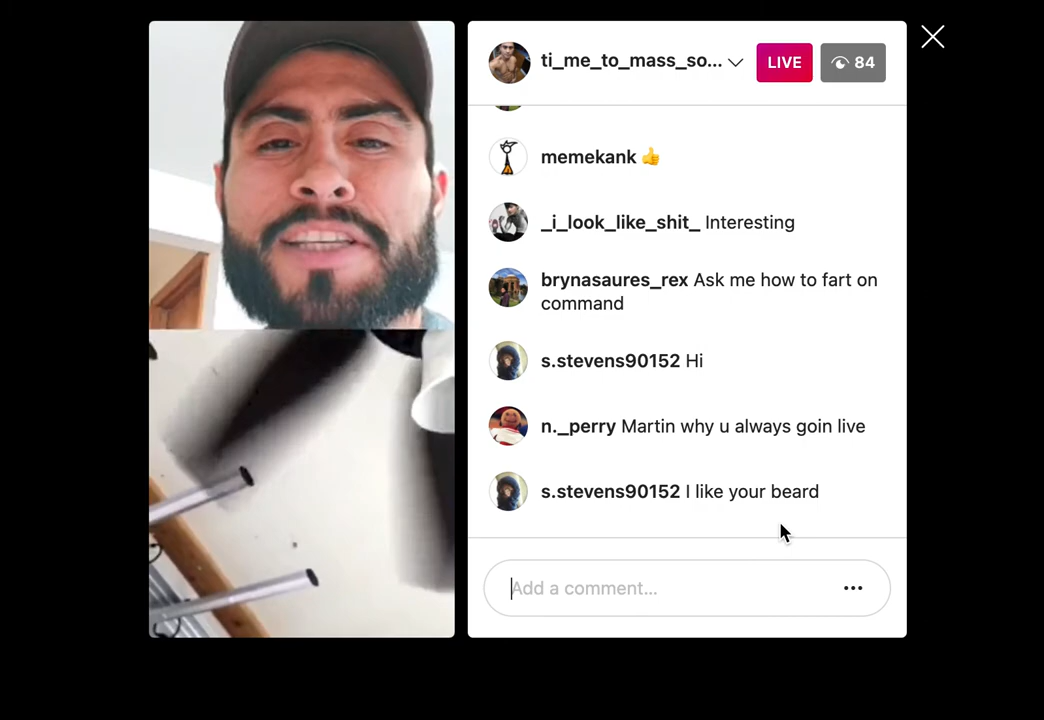 ti_me_to_mass_so...
LIVE
84
memekank 👍
_i_look_like_shit_ Interesting
brynasaures_rex Ask me how to fart on
command
s.stevens90152 Hi
n._perry Martin why u always goin live
s.stevens90152 I like your beard
Add a comment...